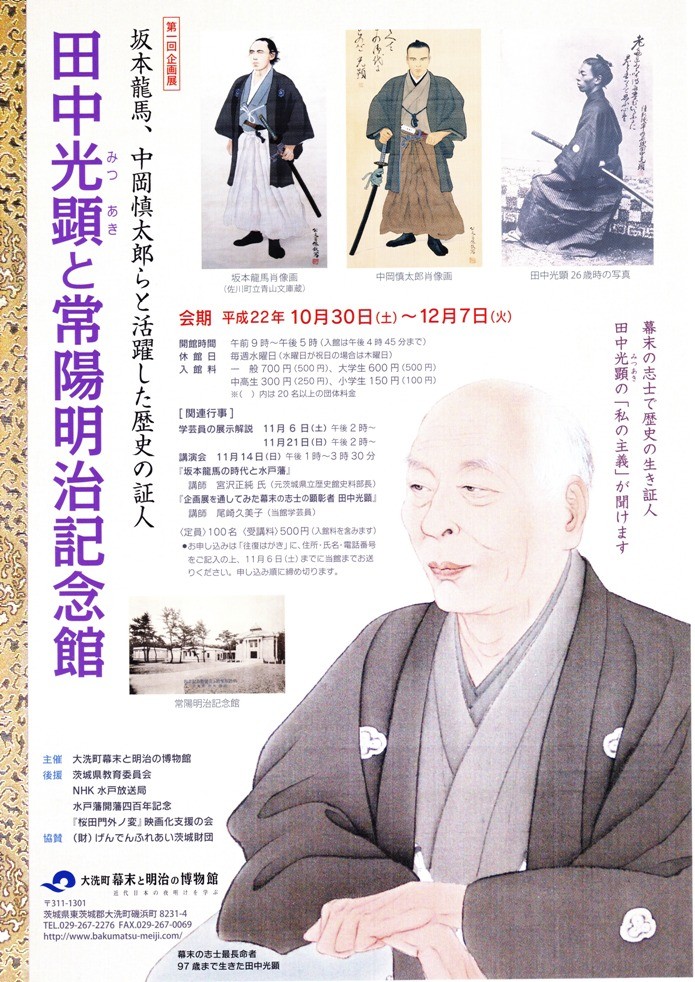 第一回 企画展
坂本龍馬、中岡慎太郎らと活躍した歴史の証人
田中光顕と常陽明治記念館
みつ あき
坂本龍馬肖像画
(佐川町立青山文庫蔵)
中岡慎太郎肖像画
田中光顕26歳時の写真
会期 平成22年 10月30日(土)〜12月7日(火)
開館時間 午前9時〜午後5時(入館は午後4時45分まで)
休館日 毎週水曜日(水曜日が祝日の場合は木曜日)
入館料 一般700円(500円)、大学生600円(500円)
中高生300円(250円)、小学生150円(100円)
※( )内は20名以上の団体料金
[関連行事]
学芸員の展示解説 11月6日(土)午後2時〜
11月21日(日)午後2時〜
講演会 11月14日(日)午後1時〜3時30分
『坂本龍馬の時代と水戸藩』
講師 宮沢正純 氏(元茨城県立歴史館史料部長)
『企画展を通してみた幕末の志士の顕彰者 田中光顕』
講師 尾崎久美子(当館学芸員)
〈定員〉100名〈受講料〉500円(入館料を含みます)
●お申し込みは「往復はがき」に、住所・氏名・電話番号
をご記入の上、11月6日(土)までに当館までお送
りください。申し込み順に締め切ります。
幕末の志士で歴史の生き証人
田中光顕の「私の主義」が聞けます
みつあき
常陽明治記念館
主催 大洗町幕末と明治の博物館
後援 茨城県教育委員会
NHK 水戸放送局
水戸藩開藩四百年記念
『桜田門外ノ変』映画化支援の会
協賛 (財)げんでんふれあい茨城財団
大洗町 幕末と明治の博物館
近代日本の夜明けを学ぶ
〒311-1301
茨城県東茨城郡大洗町磯浜町 8231-4
TEL.029-267-2276 FAX.029-267-0069
http://www.bakumatsu-meiji.com/
幕末の志士最長命者
97歳まで生きた田中光顕